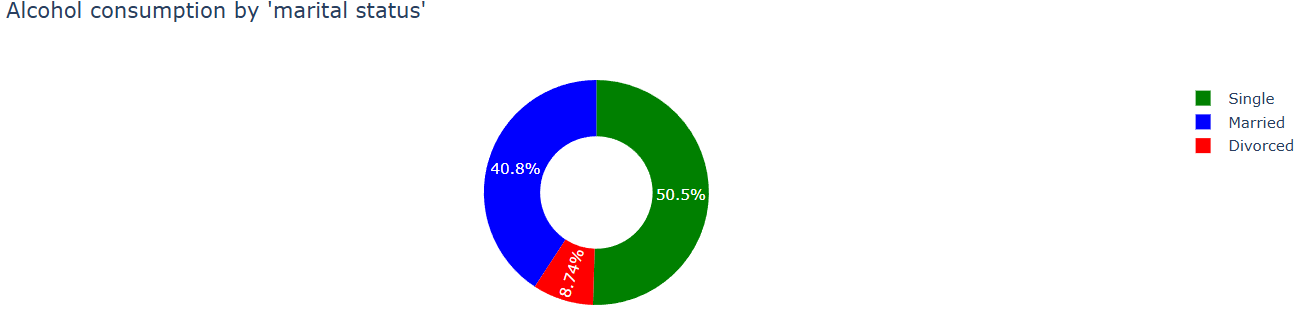 Alcohol consumption by 'marital status'
Single
Married
Divorced
40.8%
50.5%
8.74%